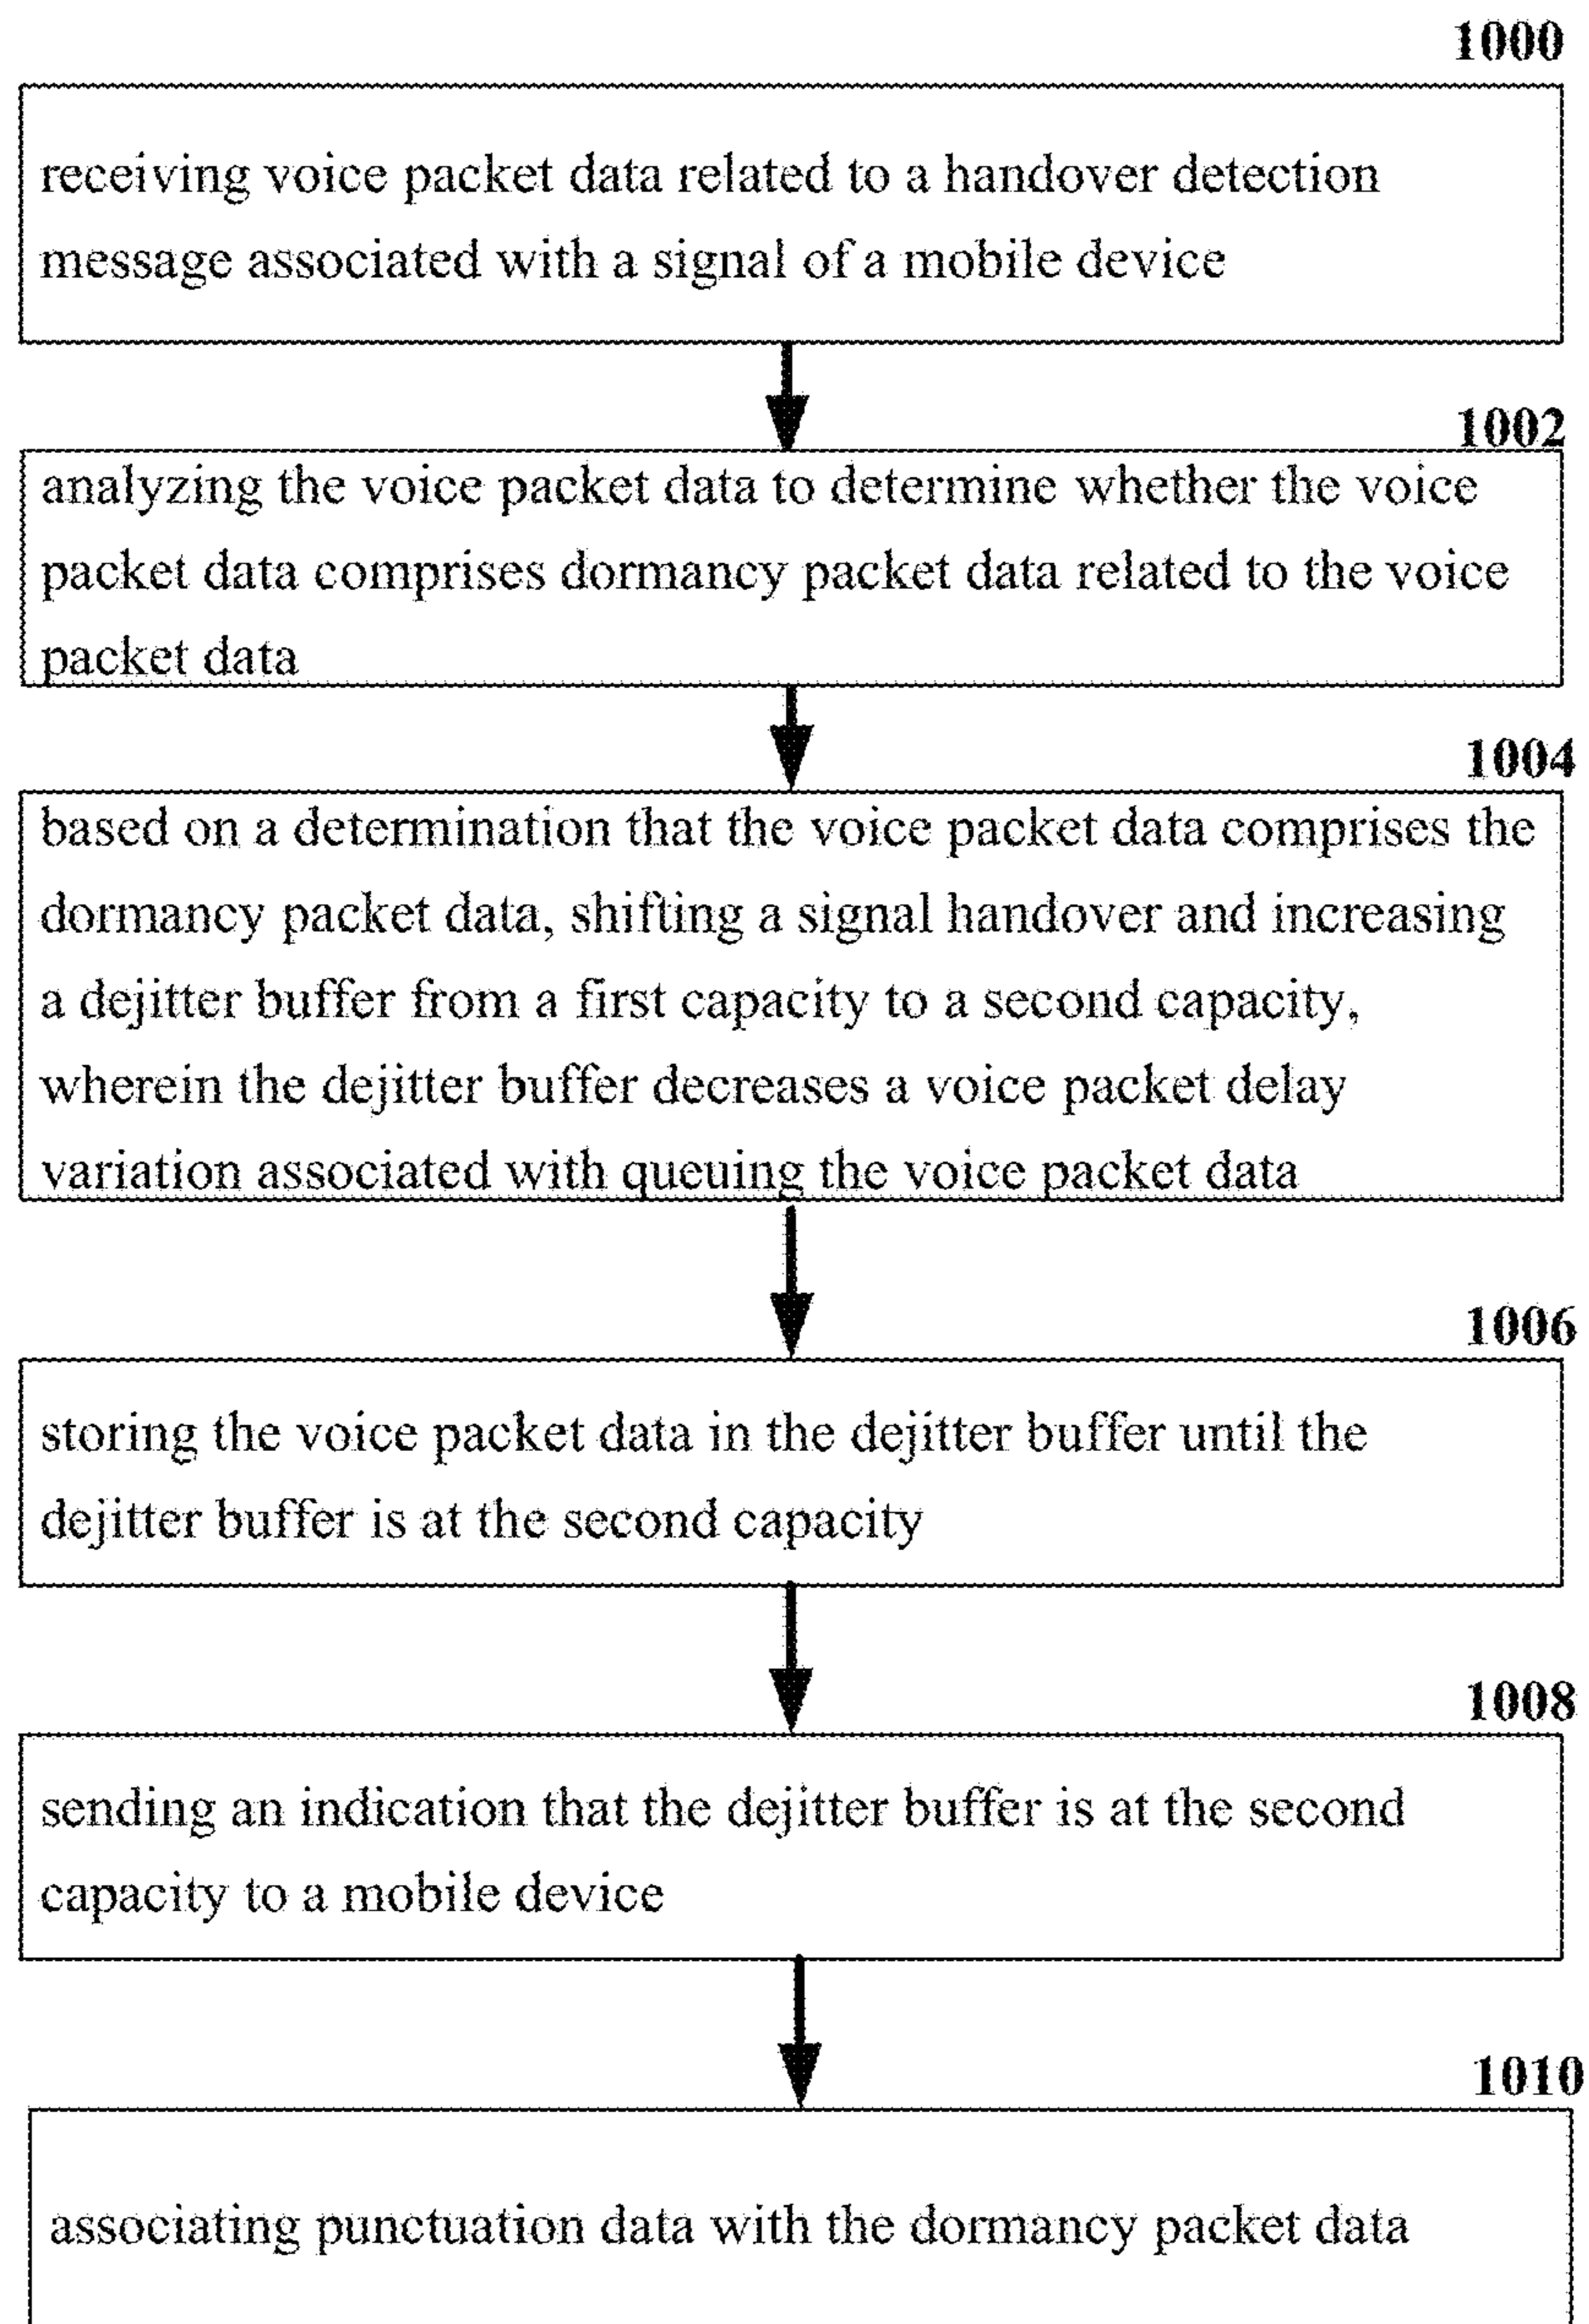 1000
receiving voice packet data related to a handover detection
message associated with a signal of a mobile device
1002
analyzing the voice packet data to determine whether the voice
packet data comprises dormancy packet data related to the voice
packet data
1004
based on a determination that the voice packet data comprises the
dormancy packet data, shifting a signal handover and increasing
a dejitter buffer from a first capacity to a second capacity,
wherein the dejitter buffer decreases a voice packet delay
variation associated with queuing the voice packet data
1006
storing the voice packet data in the dejitter buffer until the
dejitter buffer is at the second capacity
1008
sending an indication that the dejitter buffer is at the second
capacity to a mobile device
1010
associating punctuation data with the dormancy packet data